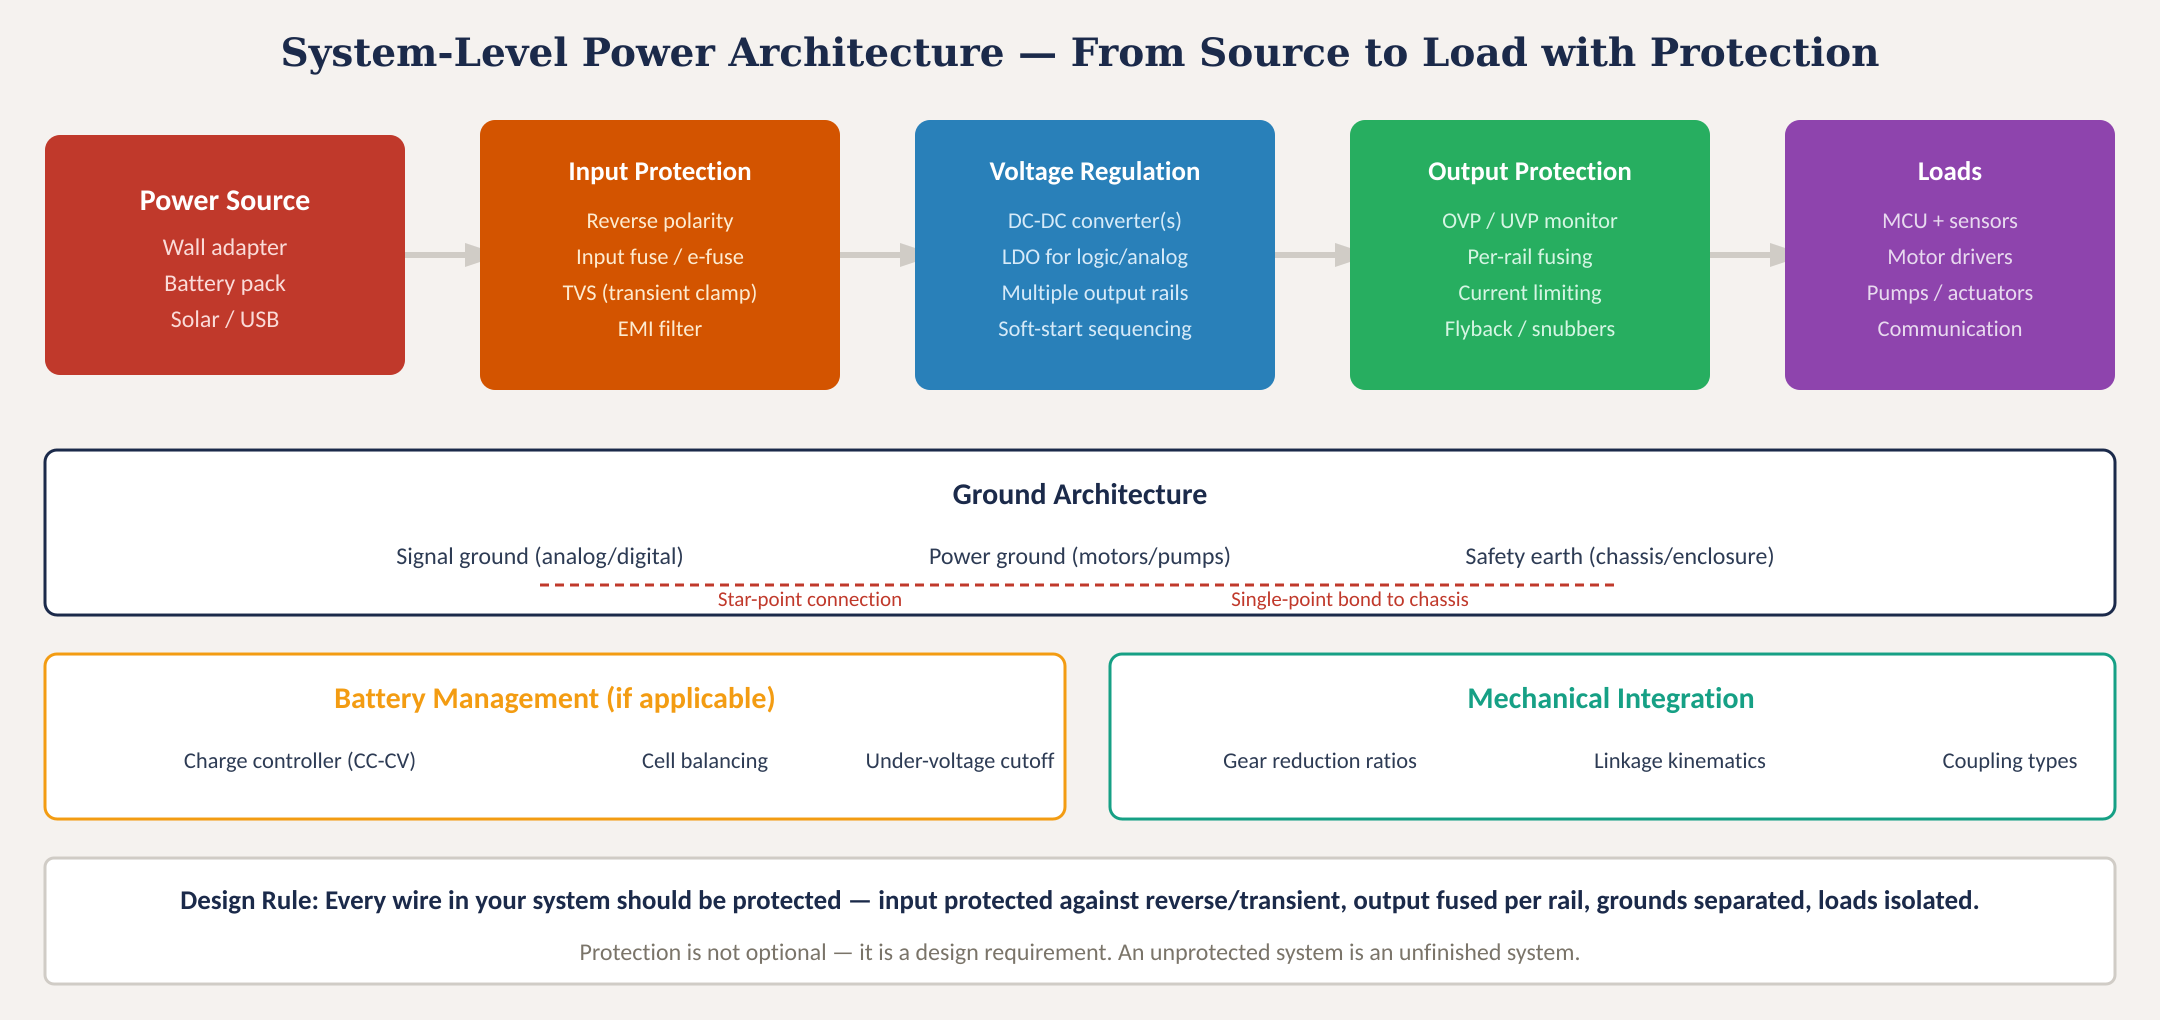 System-Level Power Architecture — From Source to Load with Protection
Power Source
Wall adapter
Battery pack
Solar / USB
Input Protection
Reverse polarity
Input fuse / e-fuse
TVS (transient clamp)
EMI filter
Voltage Regulation
DC-DC converter(s)
LDO for logic/analog
Multiple output rails
Soft-start sequencing
Output Protection
OVP / UVP monitor
Per-rail fusing
Current limiting
Flyback / snubbers
Loads
MCU + sensors
Motor drivers
Pumps / actuators
Communication
Ground Architecture
Signal ground (analog/digital)
Power ground (motors/pumps)
Safety earth (chassis/enclosure)
Star-point connection
Single-point bond to chassis
Battery Management (if applicable)
Charge controller (CC-CV)
Cell balancing
Under-voltage cutoff
Mechanical Integration
Gear reduction ratios
Linkage kinematics
Coupling types
Design Rule: Every wire in your system should be protected — input protected against reverse/transient, output fused per rail, grounds separated, loads isolated.
Protection is not optional — it is a design requirement. An unprotected system is an unfinished system.